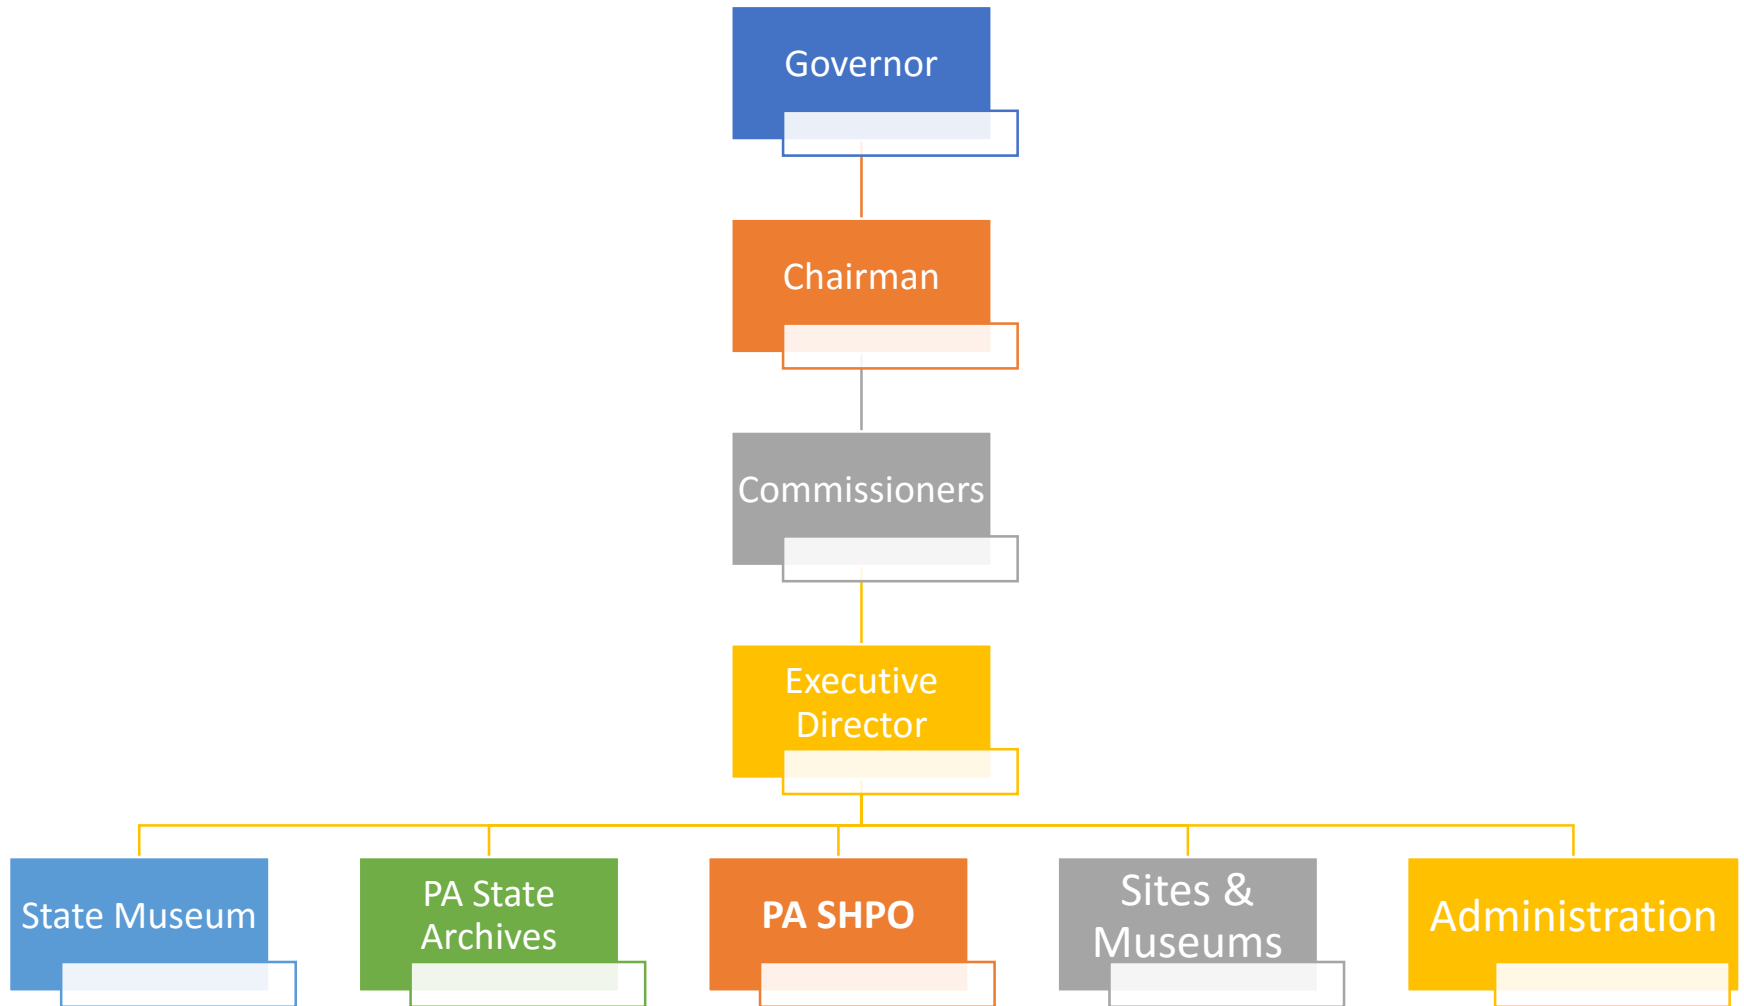 Governor
Chairman
Commissioners
Executive
Director
State Museum
PA State
Archives
PA SHPO
Sites &
Museums
Administration